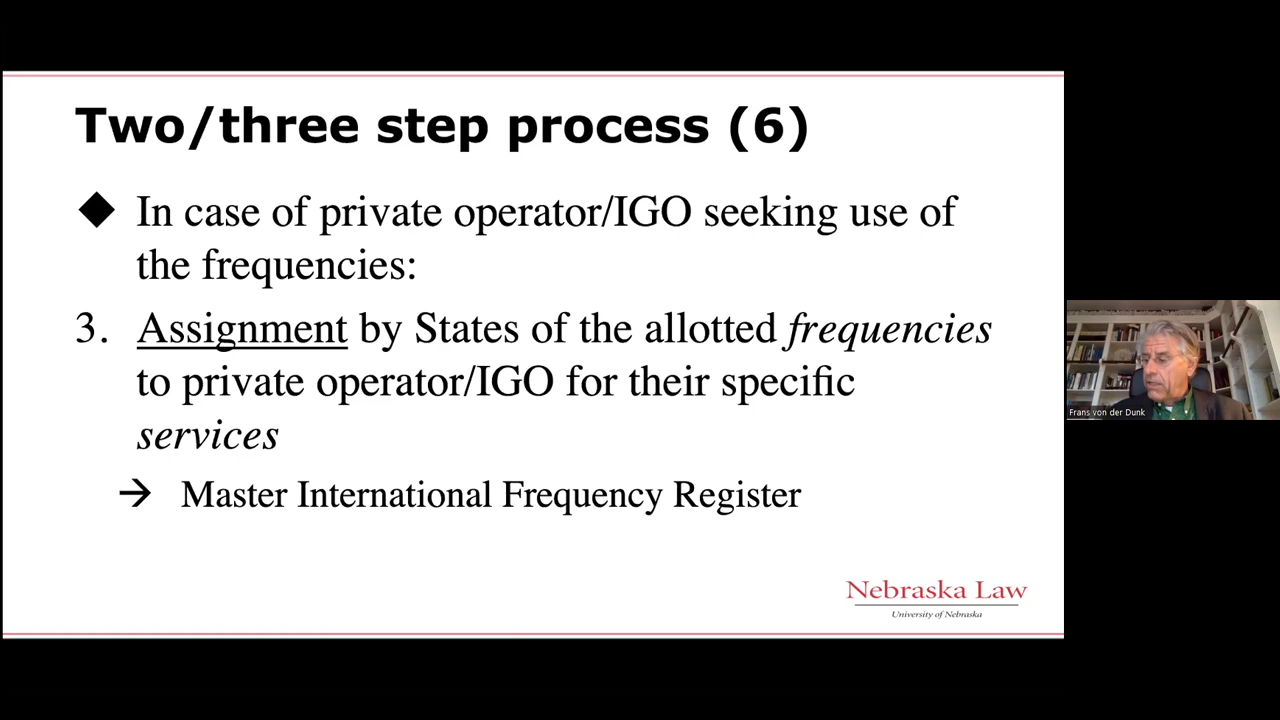 Two/three step process (6)
◆ In case of private operator/IGO seeking use of
the frequencies:
3. Assignment by States of the allotted frequencies
to private operator/IGO for their specific
services
→ Master International Frequency Register
Nebraska Law
University of Nebraska
Frans von der Dunk